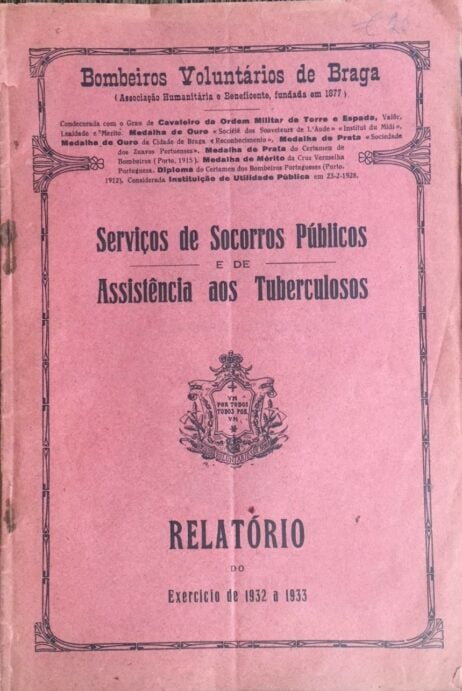 Bombeiros Voluntários de Braga
(Associação Humanitária e Beneficente, fundada em 1877)
Condecorada com o Grau de Cavaleiro da Ordem Militar da Torre e Espada, Valôr,
Lealdade e Mérito. Medalha de Ouro «Société des Sauveteurs de L'Aude» «Institut du Midi».
Medalha de Ouro da Cidade de Braga «Reconhecimento», Medalha de Prata «Sociedade
dos Zuavos Portuenses». Medalha de Prata do Certamen de
Bombeiros (Porto, 1915). Medalha de Mérito da Cruz Vermelha
Portuguesa. Diploma do Certamen dos Bombeiros Portugueses (Porto,
1912). Considerada Instituição de Utilidade Pública em 23-2-1928.
Serviços de Socorros Públicos
E DE
Assistência aos Tuberculosos
VM
POR TODOS
TODOS POR
VM
RELATÓRIO
DO
Exercício de 1932 a 1933